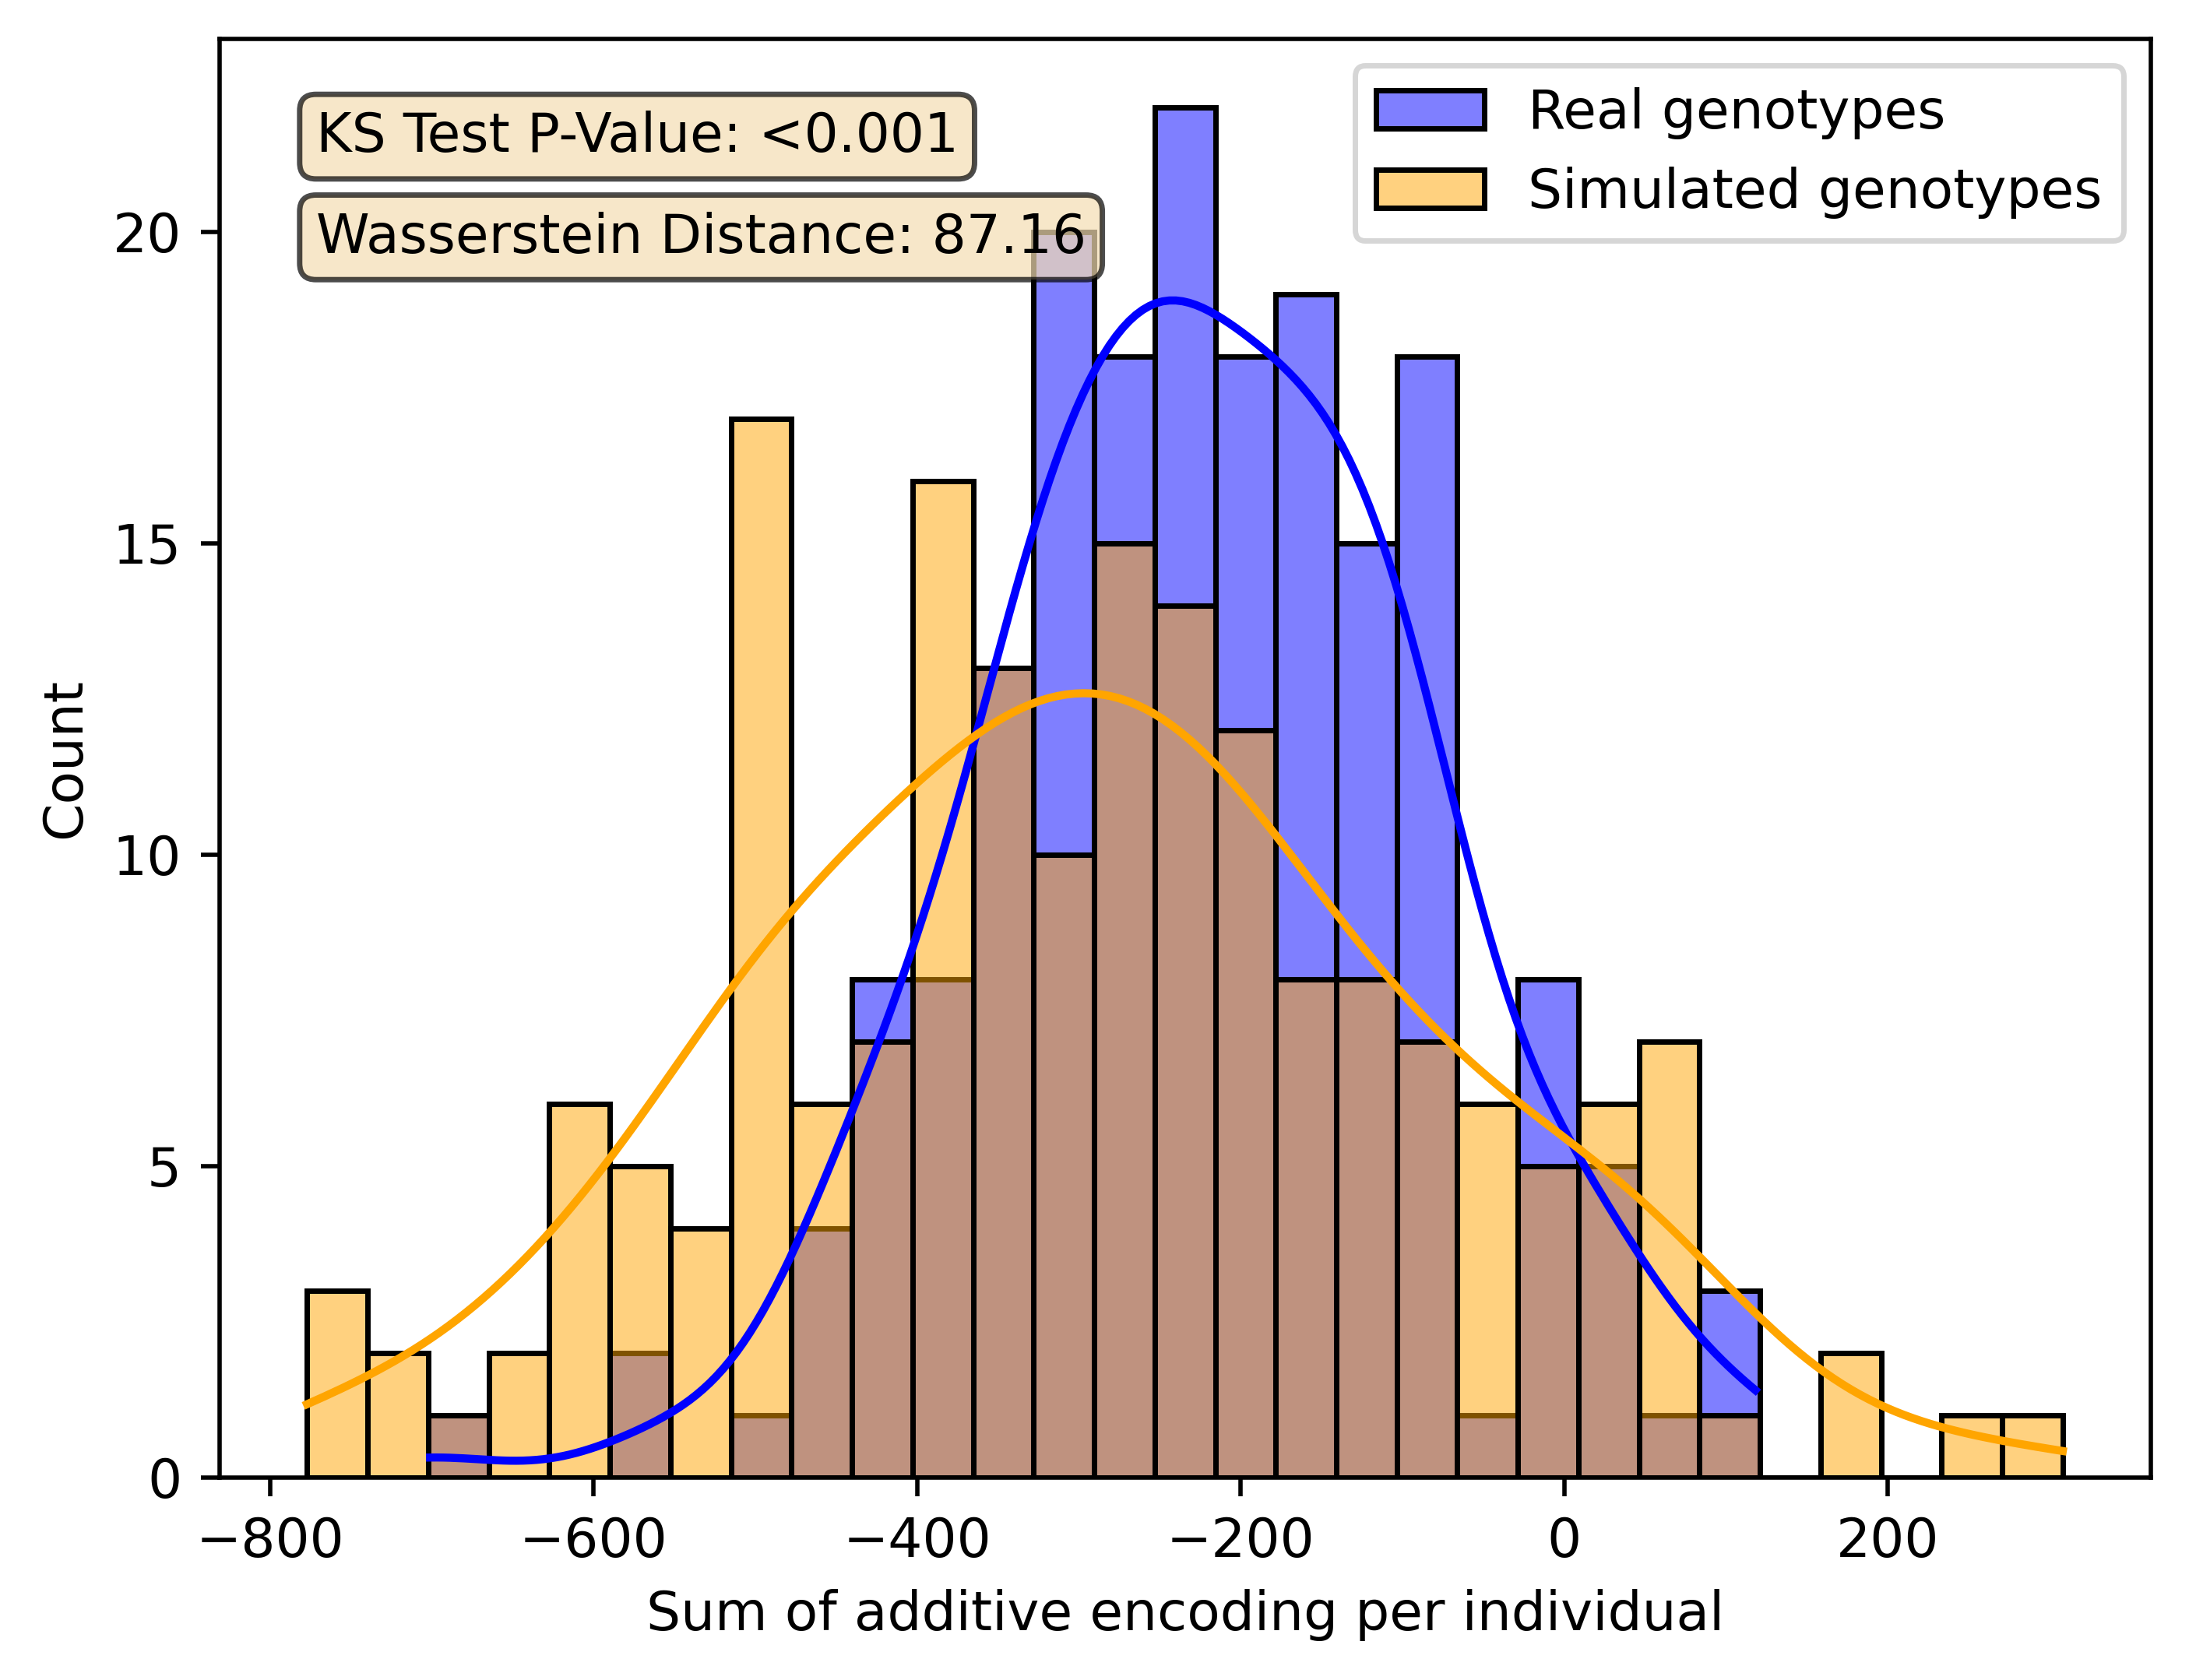 KS Test P-Value: <0.001
Wasserstein Distance: 87.16
Real genotypes
Simulated genotypes
20
15
10
5
0
Count
−800 −600 −400 −200 0 200
Sum of additive encoding per individual